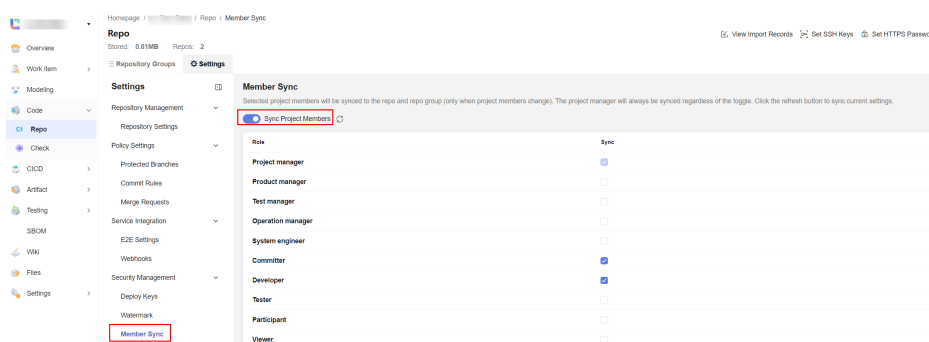 Homepage / / Repo / Member Sync
Repo
Stored: 0.61MB Repos: 2
View Import Records Set SSH Keys Set HTTPS Passwo
Repository Groups Settings
Overview
Work Item
Modeling
Code
Repo
Check
CICD
Artifact
Testing
SBOM
Wiki
Files
Settings
Settings
Repository Management
Repository Settings
Policy Settings
Protected Branches
Commit Rules
Merge Requests
Service Integration
E2E Settings
Webhooks
Security Management
Deploy Keys
Watermark
Member Sync
Member Sync
Selected project members will be synced to the repo and repo group (only when project members change). The project manager will always be synced regardless of the toggle. Click the refresh button to sync current settings.
Sync Project Members
Role Sync
Project manager
Product manager
Test manager
Operation manager
System engineer
Committer
Developer
Tester
Participant
Viewer